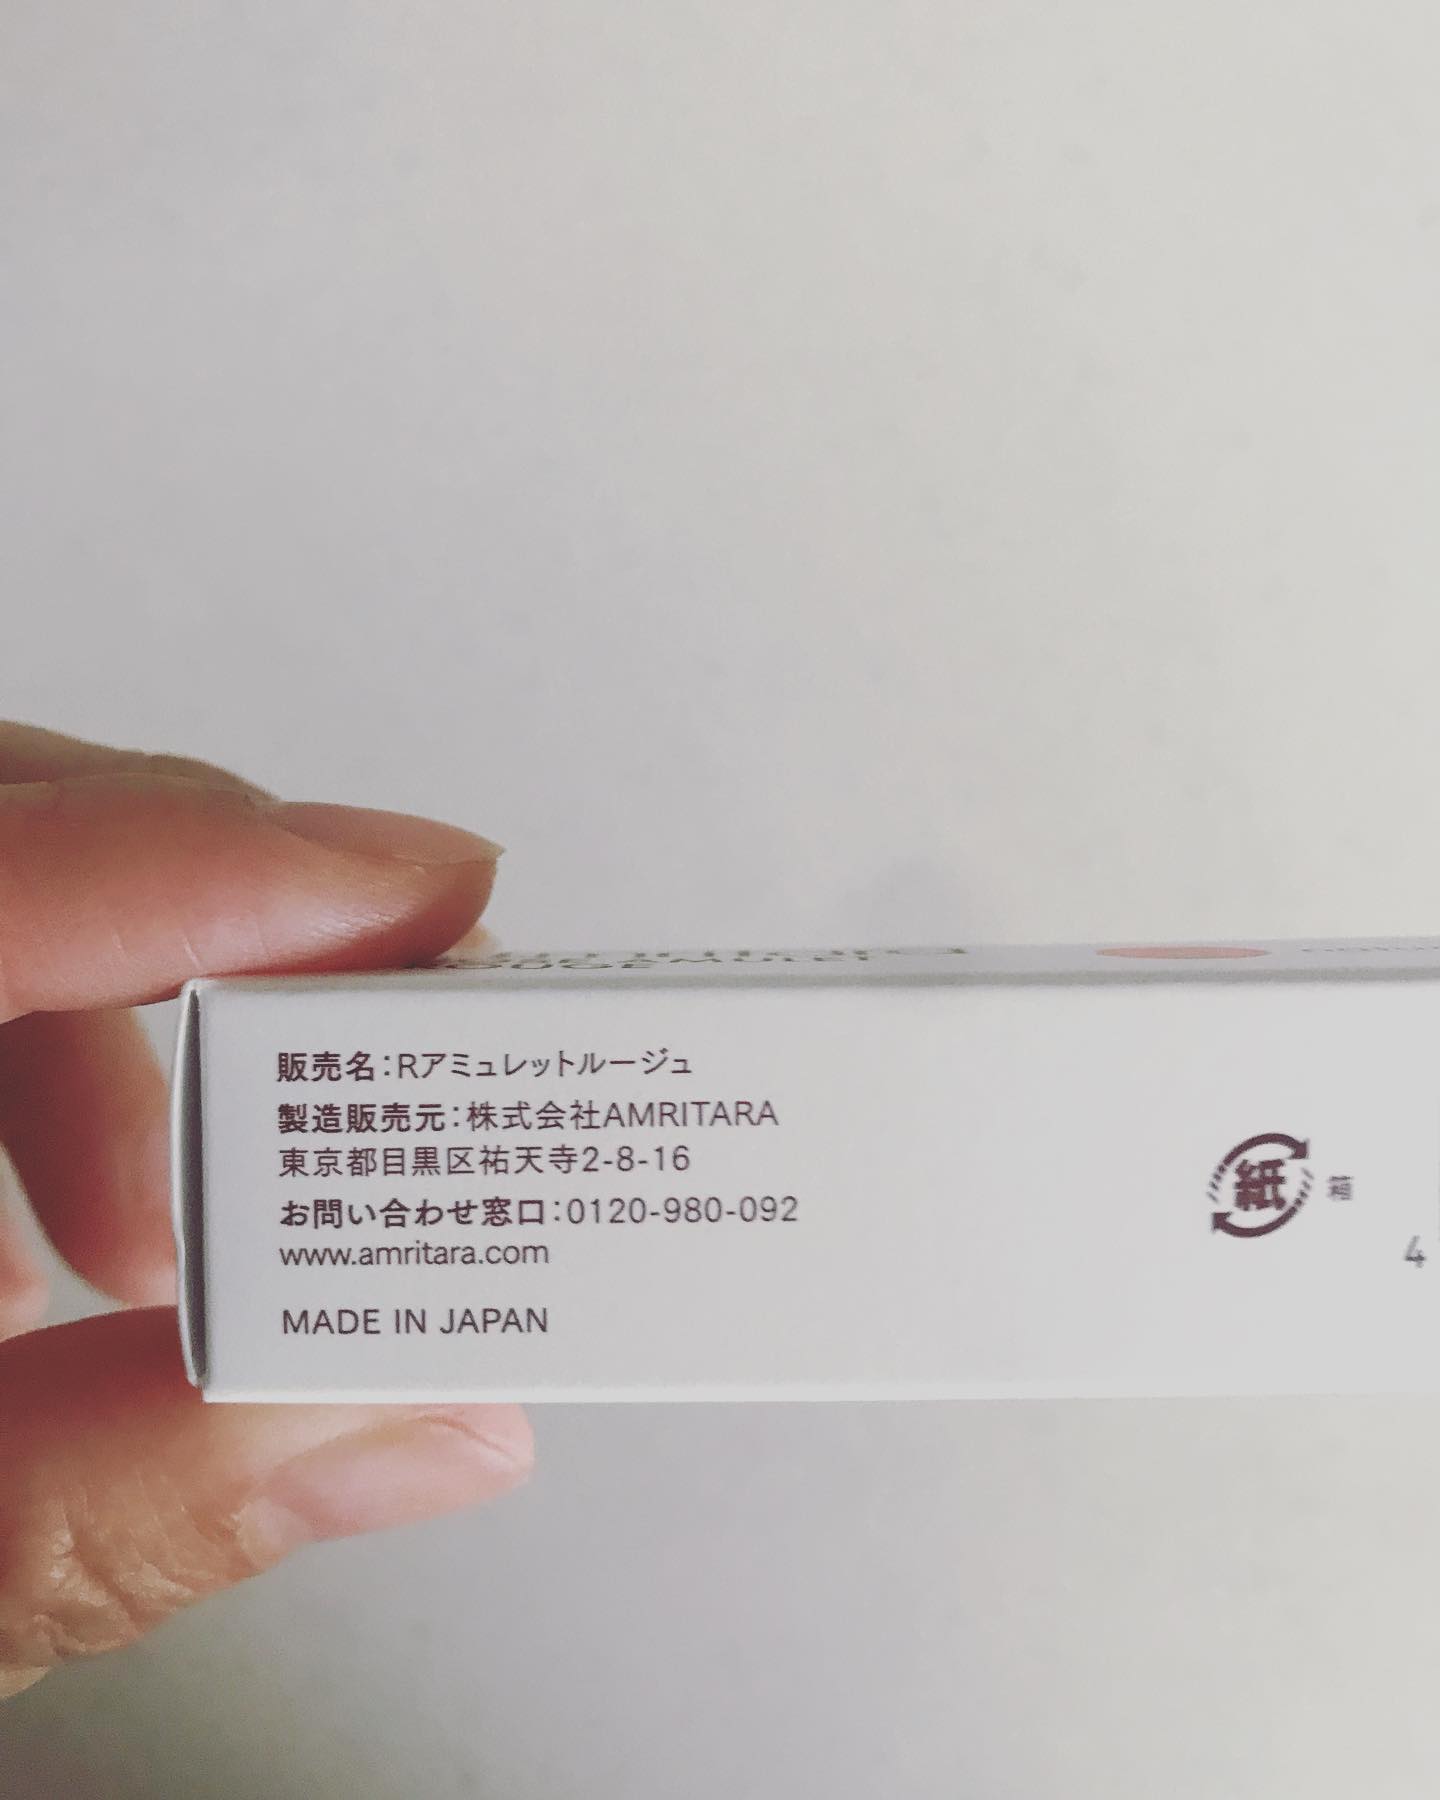 販売名：Rアミュレットルージュ
製造販売元：株式会社AMRITARA
東京都目黒区祐天寺2-8-16
お問い合わせ窓口：0120-980-092
www.amritara.com
MADE IN JAPAN
紙 箱
4